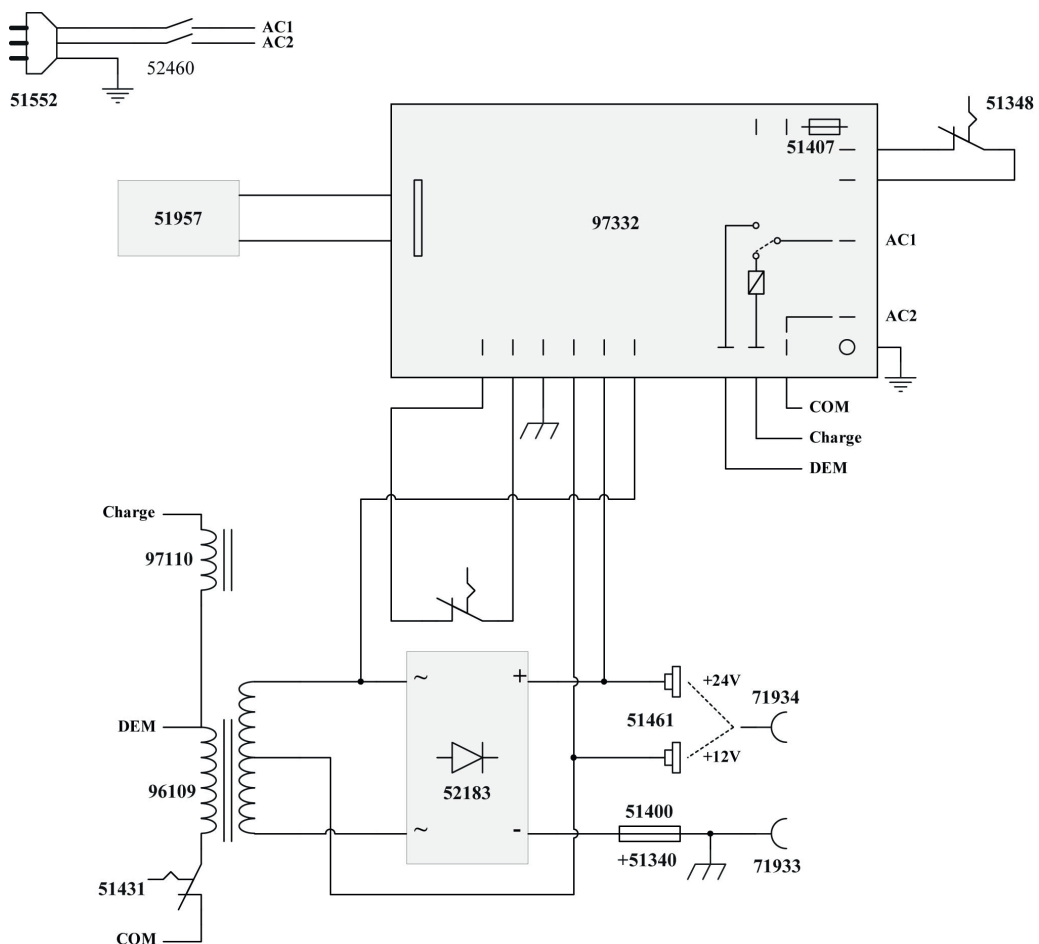 AC1
AC2
52460
51552
51348
51407
51957
97332
AC1
AC2
COM
Charge
DEM
Charge
97110
~
+
+24V
71934
51461
DEM
+12V
96109
52183
51400
~
-
+51340
71933
51431
COM